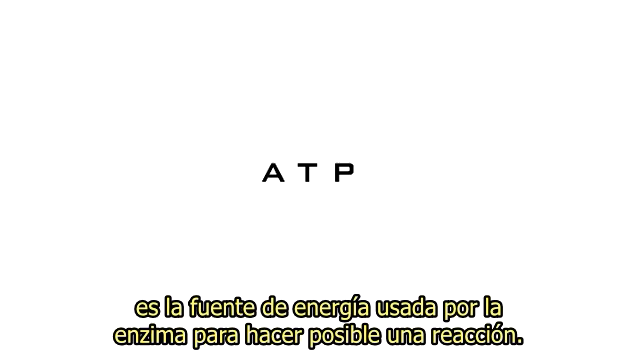 ATP
es la fuente de energía usada por la
enzima para hacer posible una reacción.